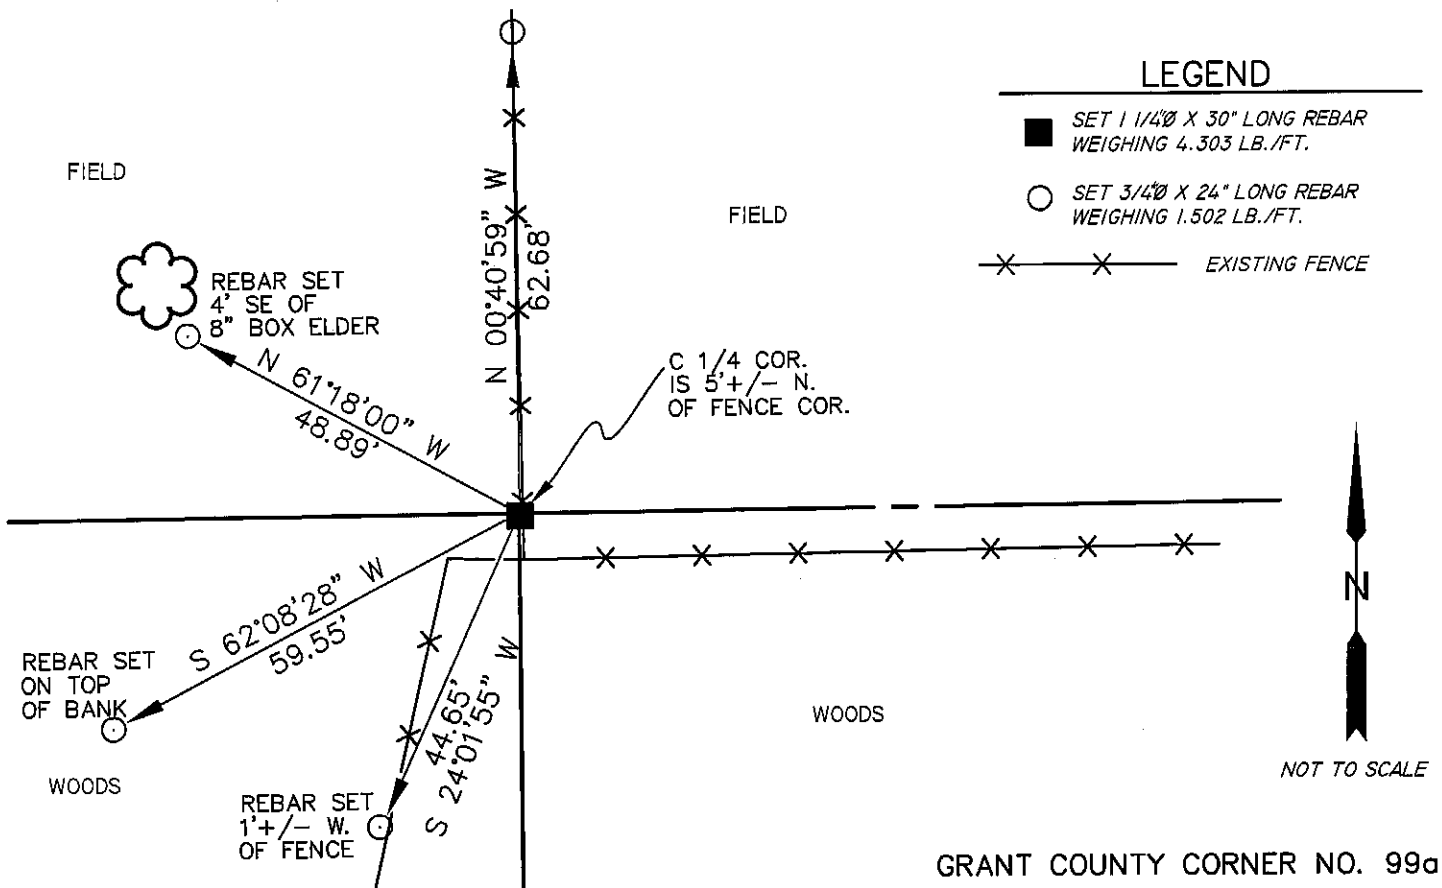 LEGEND
SET 1 1/4"Ø X 30" LONG REBAR
WEIGHING 4.303 LB./FT.
SET 3/4"Ø X 24" LONG REBAR
WEIGHING 1.502 LB./FT.
EXISTING FENCE
FIELD
FIELD
N 00°40'59" W
62.68'
REBAR SET
4' SE OF
8" BOX ELDER
N 61°18'00" W
48.89'
C 1/4 COR.
IS 5'+/- N.
OF FENCE COR.
S 62°08'28" W
59.55'
REBAR SET
ON TOP
OF BANK
44.65'
S 24°01'55" W
WOODS
WOODS
REBAR SET
1'+/- W.
OF FENCE
N
NOT TO SCALE
GRANT COUNTY CORNER NO. 99a